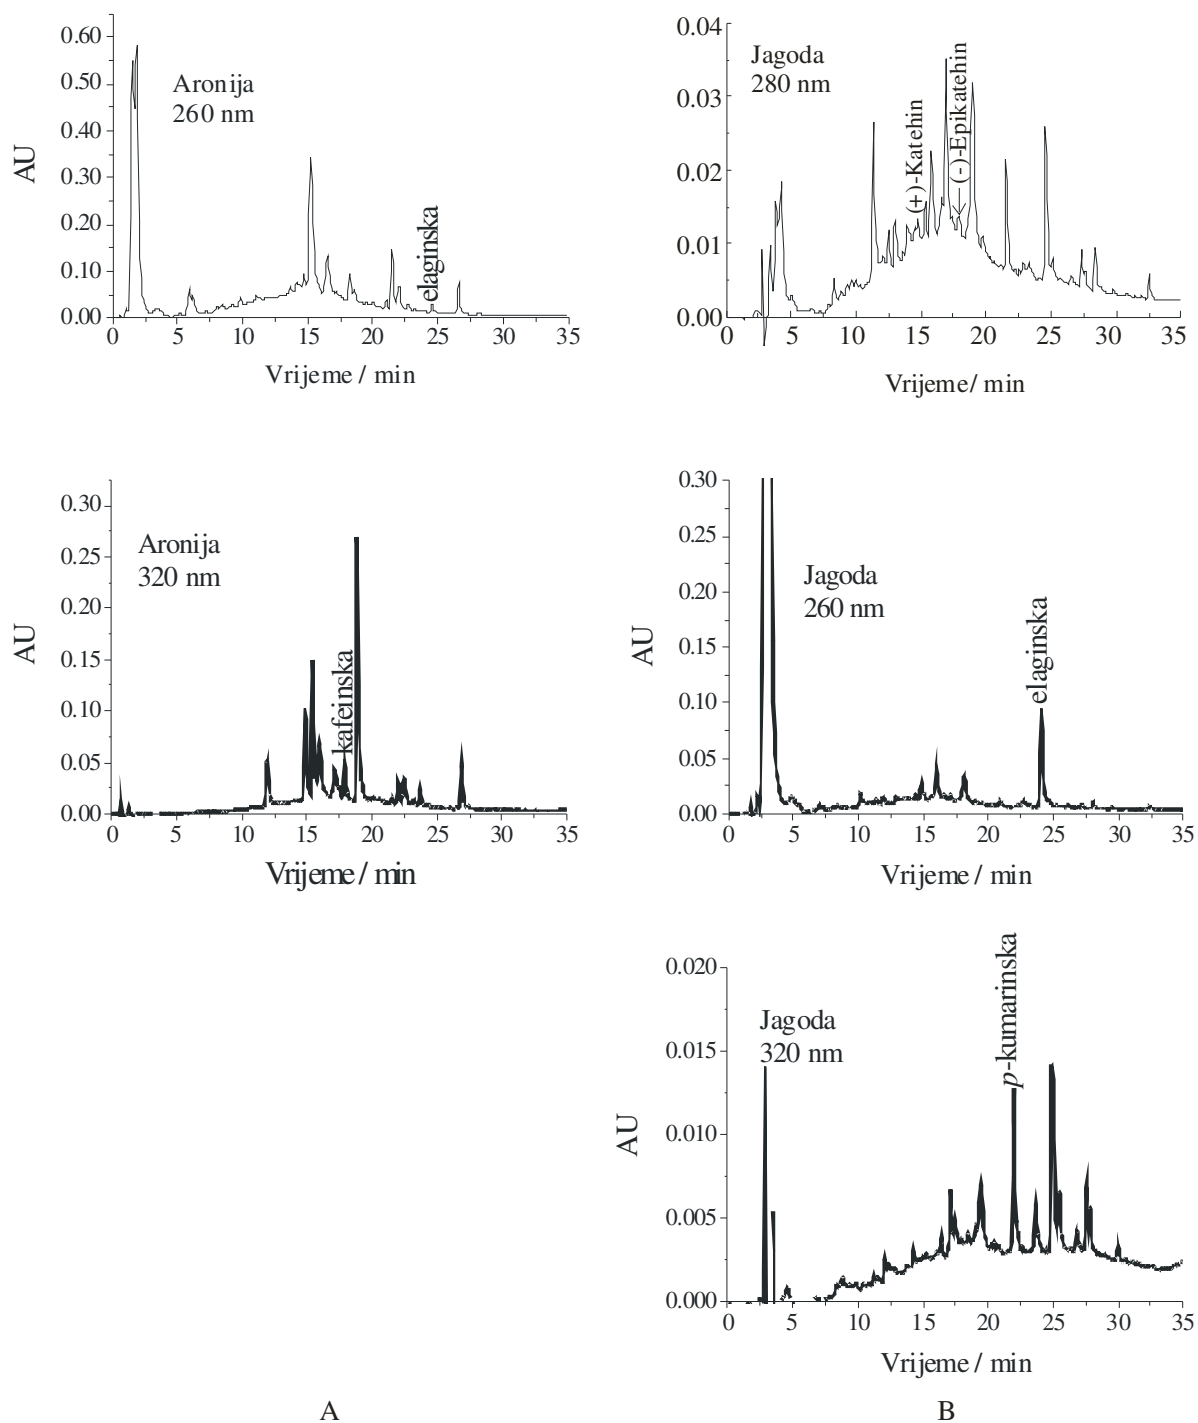 Aronija
260 nm
0.60
0.50
0.40
0.30
0.20
0.10
0.00
AU
elaginska
0 5 10 15 20 25 30 35
Vrijeme / min
Jagoda
280 nm
0.04
0.03
0.02
0.01
0.00
(+)-Katehin
(-)-Epikatehin
0 5 10 15 20 25 30 35
Vrijeme / min
Aronija
320 nm
0.30
0.25
0.20
0.15
0.10
0.05
0.00
AU
kafeinska
0 5 10 15 20 25 30 35
Vrijeme / min
Jagoda
260 nm
0.30
0.25
0.20
0.15
0.10
0.05
0.00
AU
elaginska
0 5 10 15 20 25 30 35
Vrijeme / min
Jagoda
320 nm
0.020
0.015
0.010
0.005
0.000
AU
p-kumarinska
0 5 10 15 20 25 30 35
Vrijeme / min
A
B